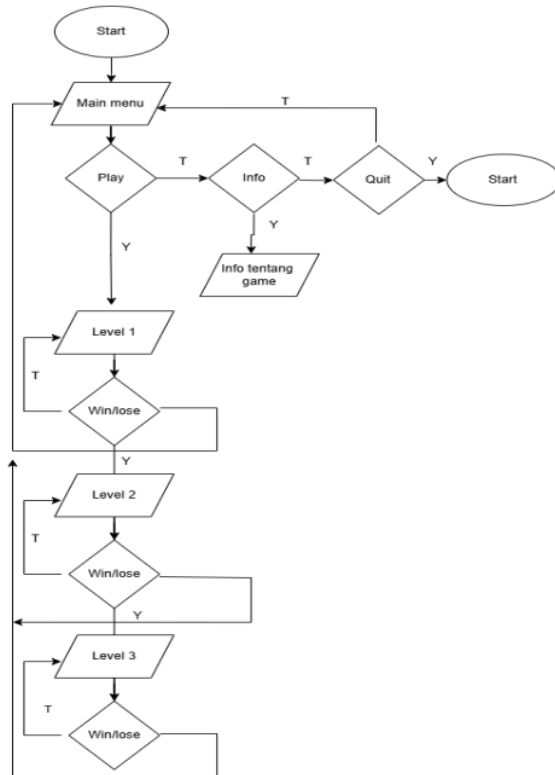 Start
Main menu
T
Play
T
Info
T
Quit
Y
Start
Y
Y
Info tentang
game
Level 1
T
Win/lose
Y
Level 2
T
Win/lose
Y
Level 3
T
Win/lose